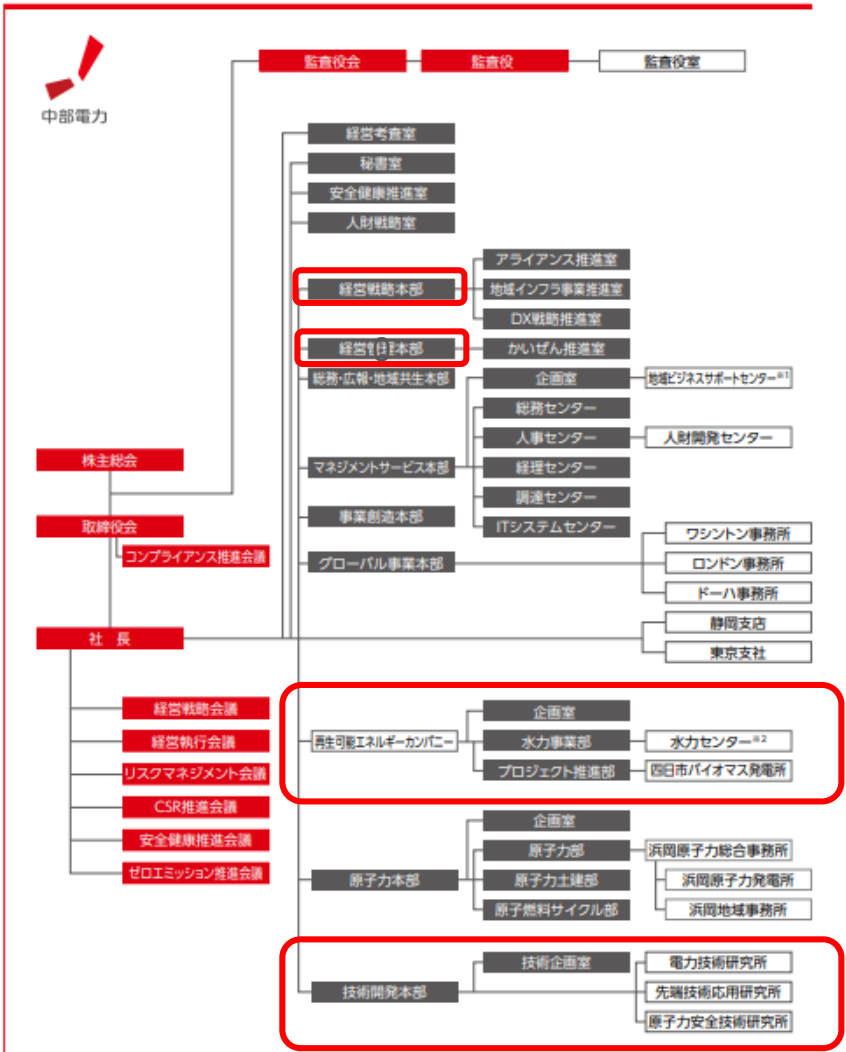 監査役会
監査役
監査役室
中部電力
経営考査室
秘書室
安全健康推進室
人財戦略室
アライアンス推進室
経営戦略本部
地域インフラ事業推進室
DX戦略推進室
経営管理本部
かいぜん推進室
総務・広報・地域共生本部
企画室
地域ビジネスサポートセンター※1
総務センター
人事センター
人財開発センター
株主総会
マネジメントサービス本部
経理センター
調達センター
事業創造本部
ITシステムセンター
取締役会
ワシントン事務所
コンプライアンス推進会議
グローバル事業本部
ロンドン事務所
ドーハ事務所
静岡支店
社長
東京支社
経営戦略会議
企画室
経営執行会議
再生可能エネルギーカンパニー
水力事業部
水力センター※2
リスクマネジメント会議
プロジェクト推進部
四日市バイオマス発電所
CSR推進会議
企画室
安全健康推進会議
原子力部
浜岡原子力総合事務所
ゼロエミッション推進会議
原子力本部
原子力土建部
浜岡原子力発電所
原子燃料サイクル部
浜岡地域事務所
技術企画室
電力技術研究所
技術開発本部
先端技術応用研究所
原子力安全技術研究所